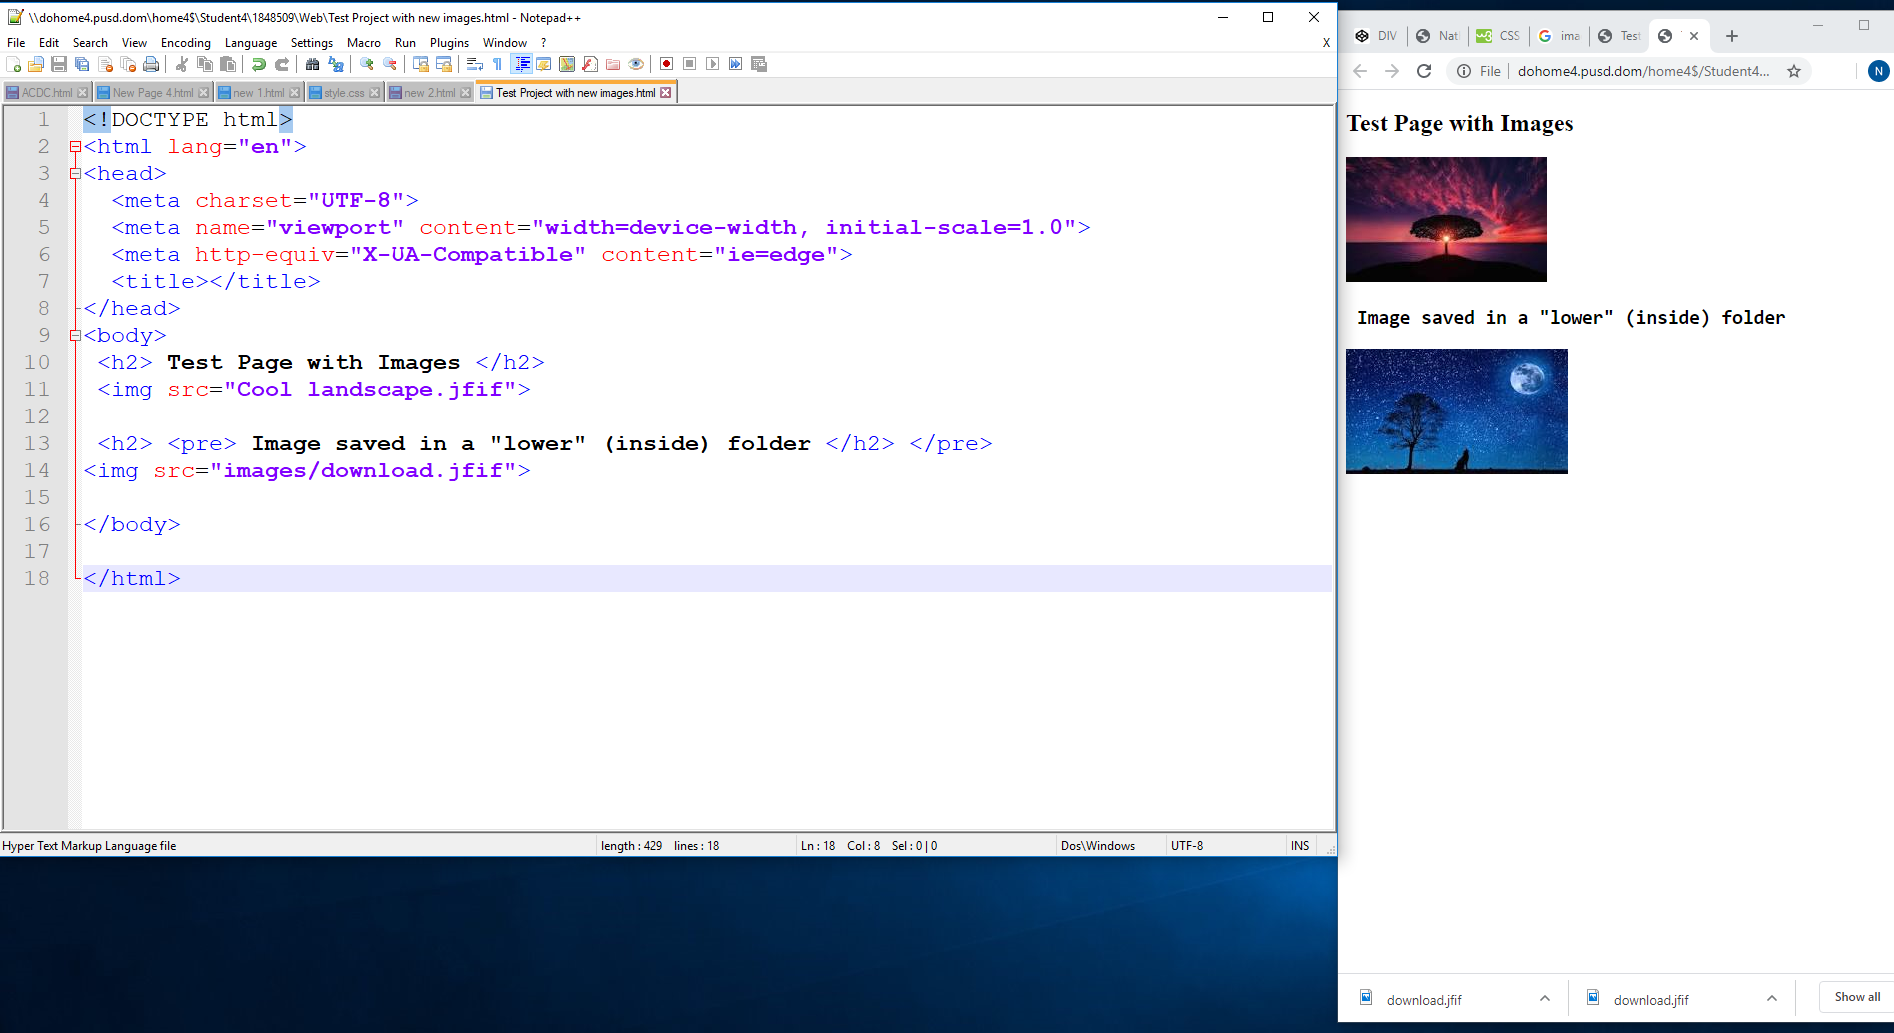 \\dohome4.pusd.dom\home4$\Student4\1848509\Web\Test Project with new images.html - Notepad++
File Edit Search View Encoding Language Settings Macro Run Plugins Window ? X
ACDC.html New Page 4.html new 1.html style.css new 2.html Test Project with new images.html
1 <!DOCTYPE html>
2 <html lang="en">
3 <head>
4 <meta charset="UTF-8">
5 <meta name="viewport" content="width=device-width, initial-scale=1.0">
6 <meta http-equiv="X-UA-Compatible" content="ie=edge">
7 <title></title>
8 </head>
9 <body>
10 <h2> Test Page with Images </h2>
11 <img src="Cool landscape.jfif">
12
13 <h2> <pre> Image saved in a "lower" (inside) folder </h2> </pre>
14 <img src="images/download.jfif">
15
16 </body>
17
18 </html>
Hyper Text Markup Language file length : 429 lines : 18 Ln : 18 Col : 8 Sel : 0 | 0 Dos\Windows UTF-8 INS
DIV Nat CSS ima Test
File dohome4.pusd.dom/home4$/Student4... N
Test Page with Images
Image saved in a "lower" (inside) folder
download.jfif download.jfif Show all